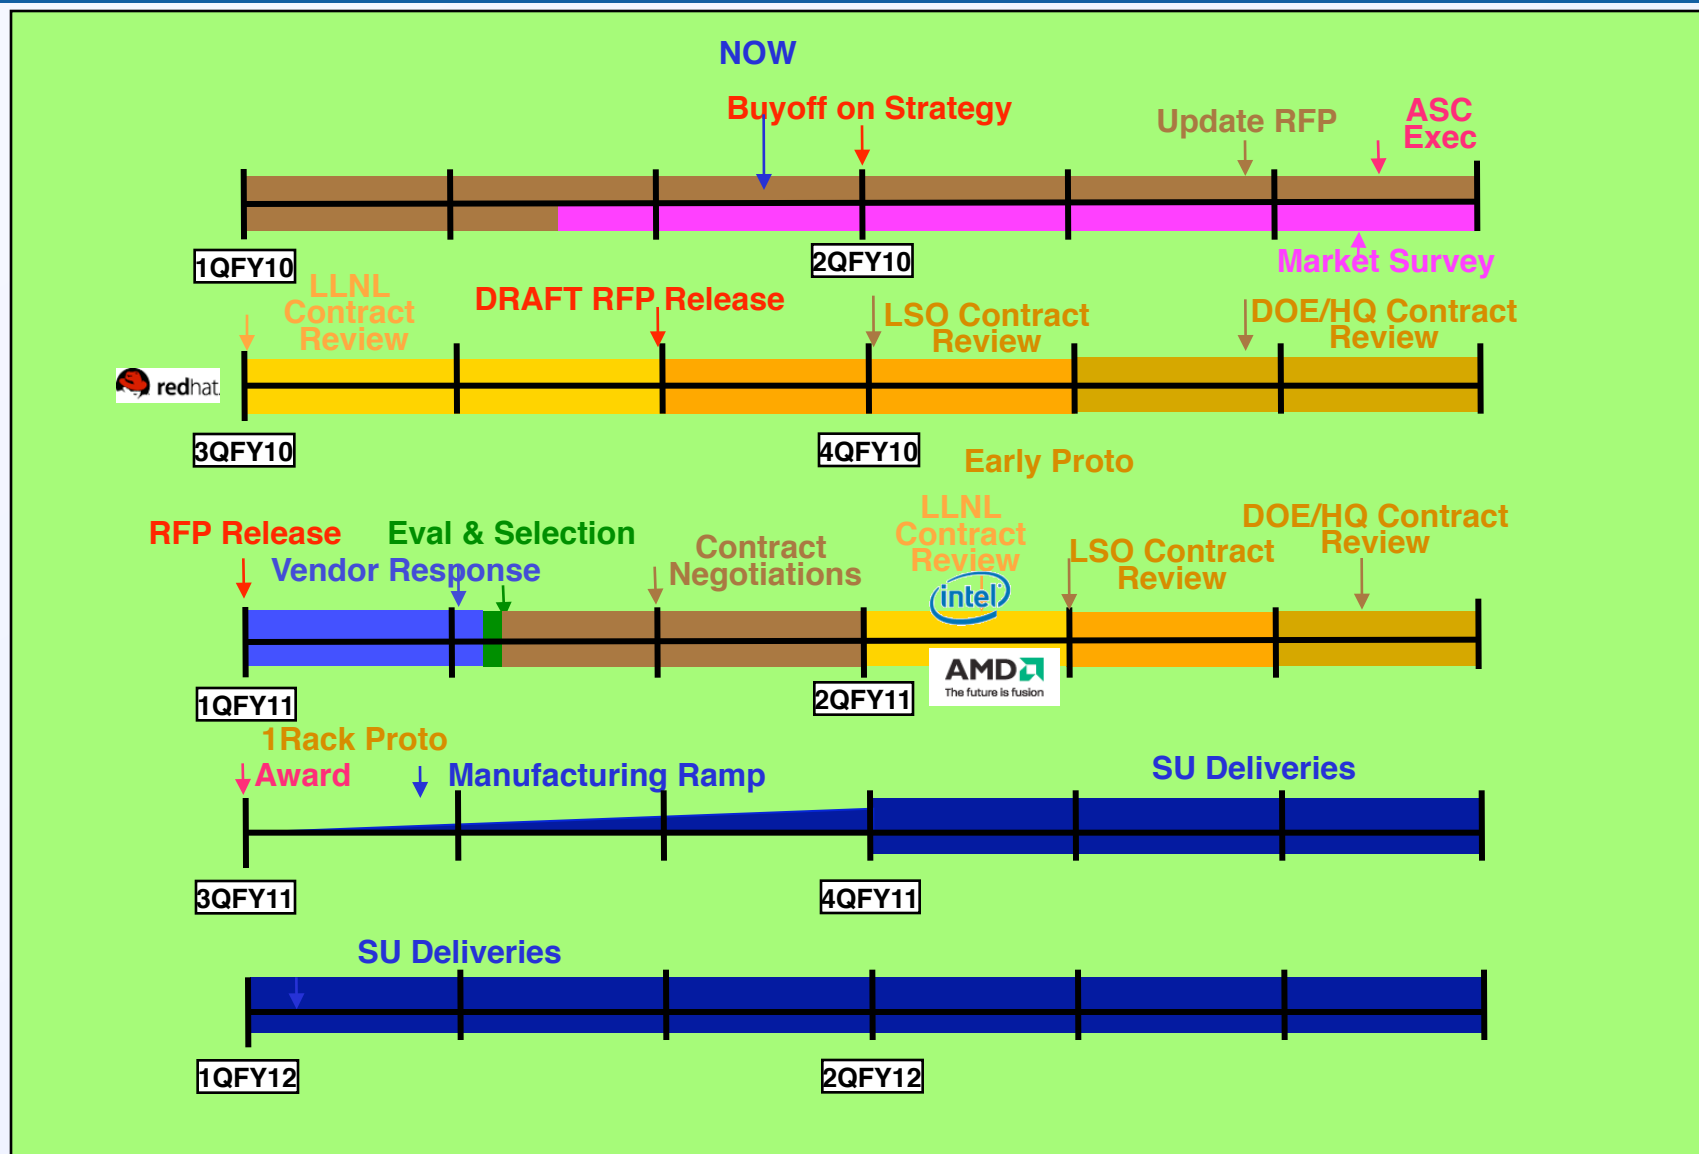 NOW
Buyoff on Strategy
Update RFP
ASC
Exec
1QFY10
2QFY10
Market Survey
LLNL
Contract
Review
DRAFT RFP Release
LSO Contract
Review
DOE/HQ Contract
Review
redhat.
3QFY10
4QFY10
Early Proto
RFP Release
Eval & Selection
Vendor Response
Contract
Negotiations
LLNL
Contract
Review
LSO Contract
Review
DOE/HQ Contract
Review
intel
AMD
The future is fusion
1QFY11
2QFY11
1Rack Proto
Award
Manufacturing Ramp
SU Deliveries
3QFY11
4QFY11
SU Deliveries
1QFY12
2QFY12